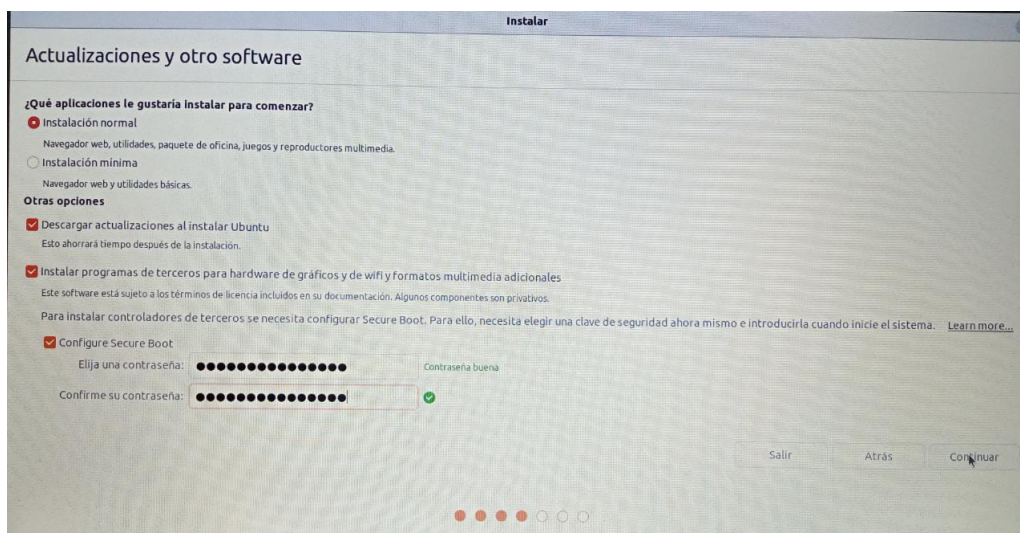 Instalar
Actualizaciones y otro software
¿Qué aplicaciones le gustaría instalar para comenzar?
Instalación normal
Navegador web, utilidades, paquete de oficina, juegos y reproductores multimedia.
Instalación mínima
Navegador web y utilidades básicas.
Otras opciones
Descargar actualizaciones al instalar Ubuntu
Esto ahorrará tiempo después de la instalación.
Instalar programas de terceros para hardware de gráficos y de wifi y formatos multimedia adicionales
Este software está sujeto a los términos de licencia incluidos en su documentación. Algunos componentes son privativos.
Para instalar controladores de terceros se necesita configurar Secure Boot. Para ello, necesita elegir una clave de seguridad ahora mismo e introducirla cuando inicie el sistema. Learn more...
Configure Secure Boot
Elija una contraseña: ●●●●●●●●●●●●●●● Contraseña buena
Confirme su contraseña: ●●●●●●●●●●●●●●●
Salir Atrás Continuar